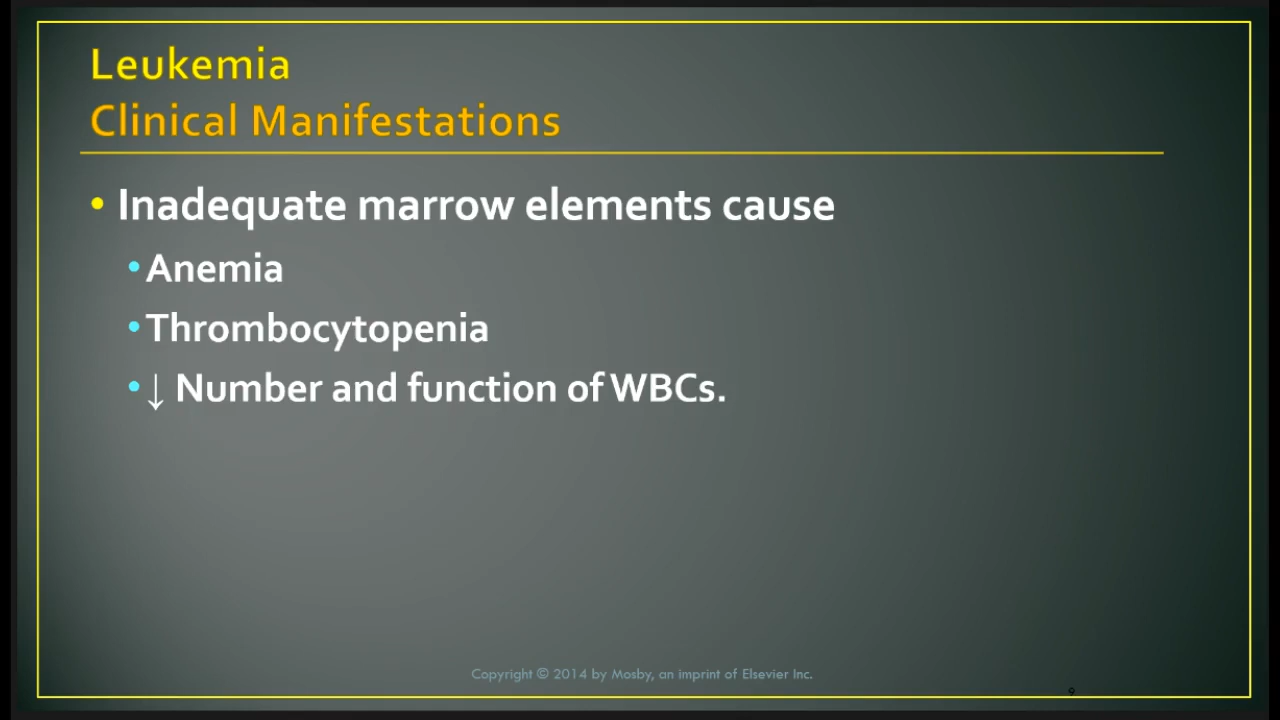 Leukemia
Clinical Manifestations
• Inadequate marrow elements cause
• Anemia
• Thrombocytopenia
• ↓ Number and function of WBCs.
Copyright © 2014 by Mosby, an imprint of Elsevier Inc.
9